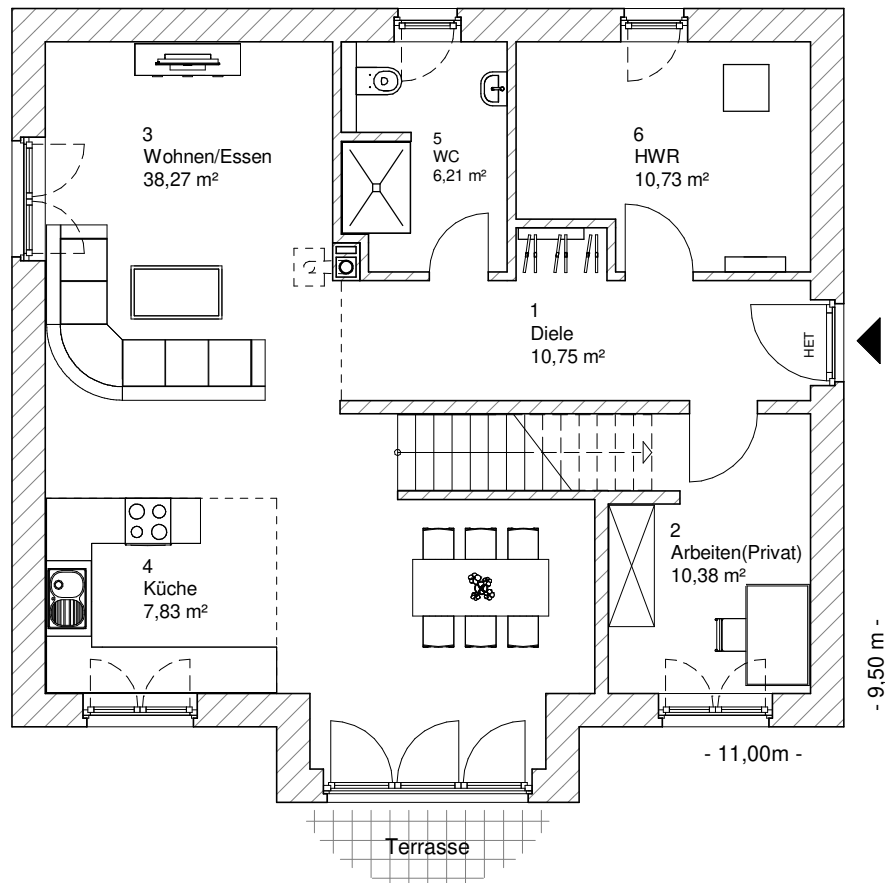 3
Wohnen/Essen
38,27 m²
5
WC
6,21 m²
6
HWR
10,73 m²
1
Diele
10,75 m²
HET
2
Arbeiten(Privat)
10,38 m²
4
Küche
7,83 m²
- 9,50 m -
- 11,00m -
Terrasse